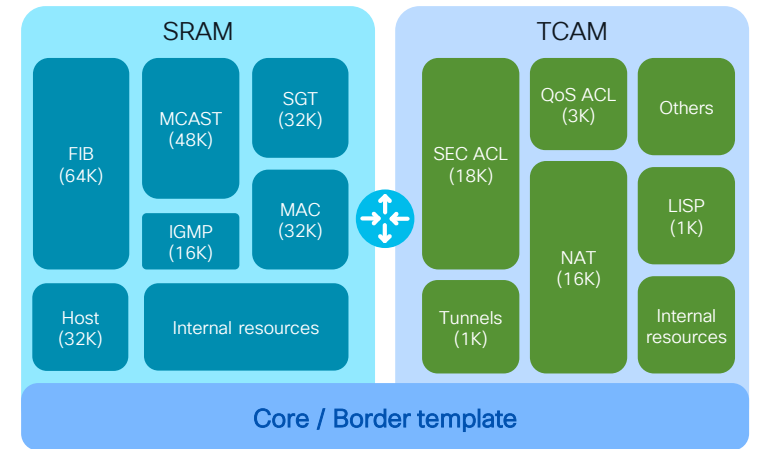 SRAM
FIB
(64K)
MCAST
(48K)
SGT
(32K)
IGMP
(16K)
MAC
(32K)
Host
(32K)
Internal resources
TCAM
SEC ACL
(18K)
QoS ACL
(3K)
Others
NAT
(16K)
LISP
(1K)
Tunnels
(1K)
Internal
resources
Core / Border template